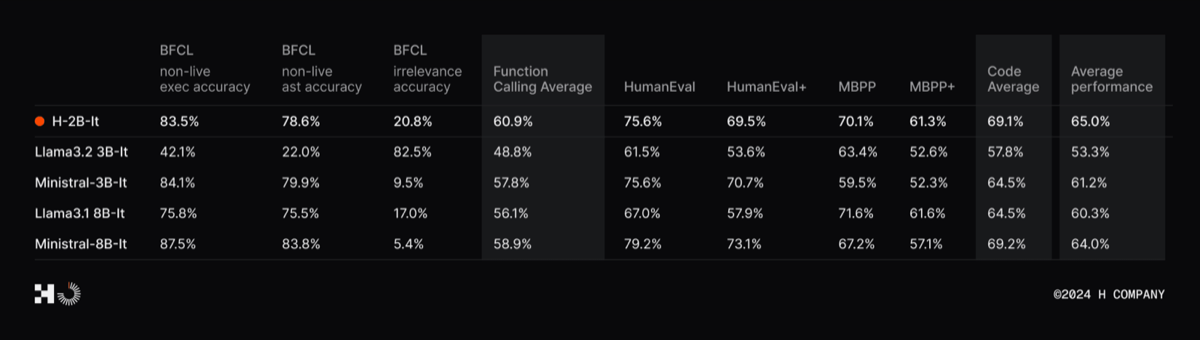 BFCL BFCL BFCL
non-live non-live irrelevance Function Code Average
exec accuracy ast accuracy accuracy Calling Average HumanEval HumanEval+ MBPP MBPP+ Average performance
H-2B-It 83.5% 78.6% 20.8% 60.9% 75.6% 69.5% 70.1% 61.3% 69.1% 65.0%
Llama3.2 3B-It 42.1% 22.0% 82.5% 48.8% 61.5% 53.6% 63.4% 52.6% 57.8% 53.3%
Ministral-3B-It 84.1% 79.9% 9.5% 57.8% 75.6% 70.7% 59.5% 52.3% 64.5% 61.2%
Llama3.1 8B-It 75.8% 75.5% 17.0% 56.1% 67.0% 57.9% 71.6% 61.6% 64.5% 60.3%
Ministral-8B-It 87.5% 83.8% 5.4% 58.9% 79.2% 73.1% 67.2% 57.1% 69.2% 64.0%
H
©2024 H COMPANY